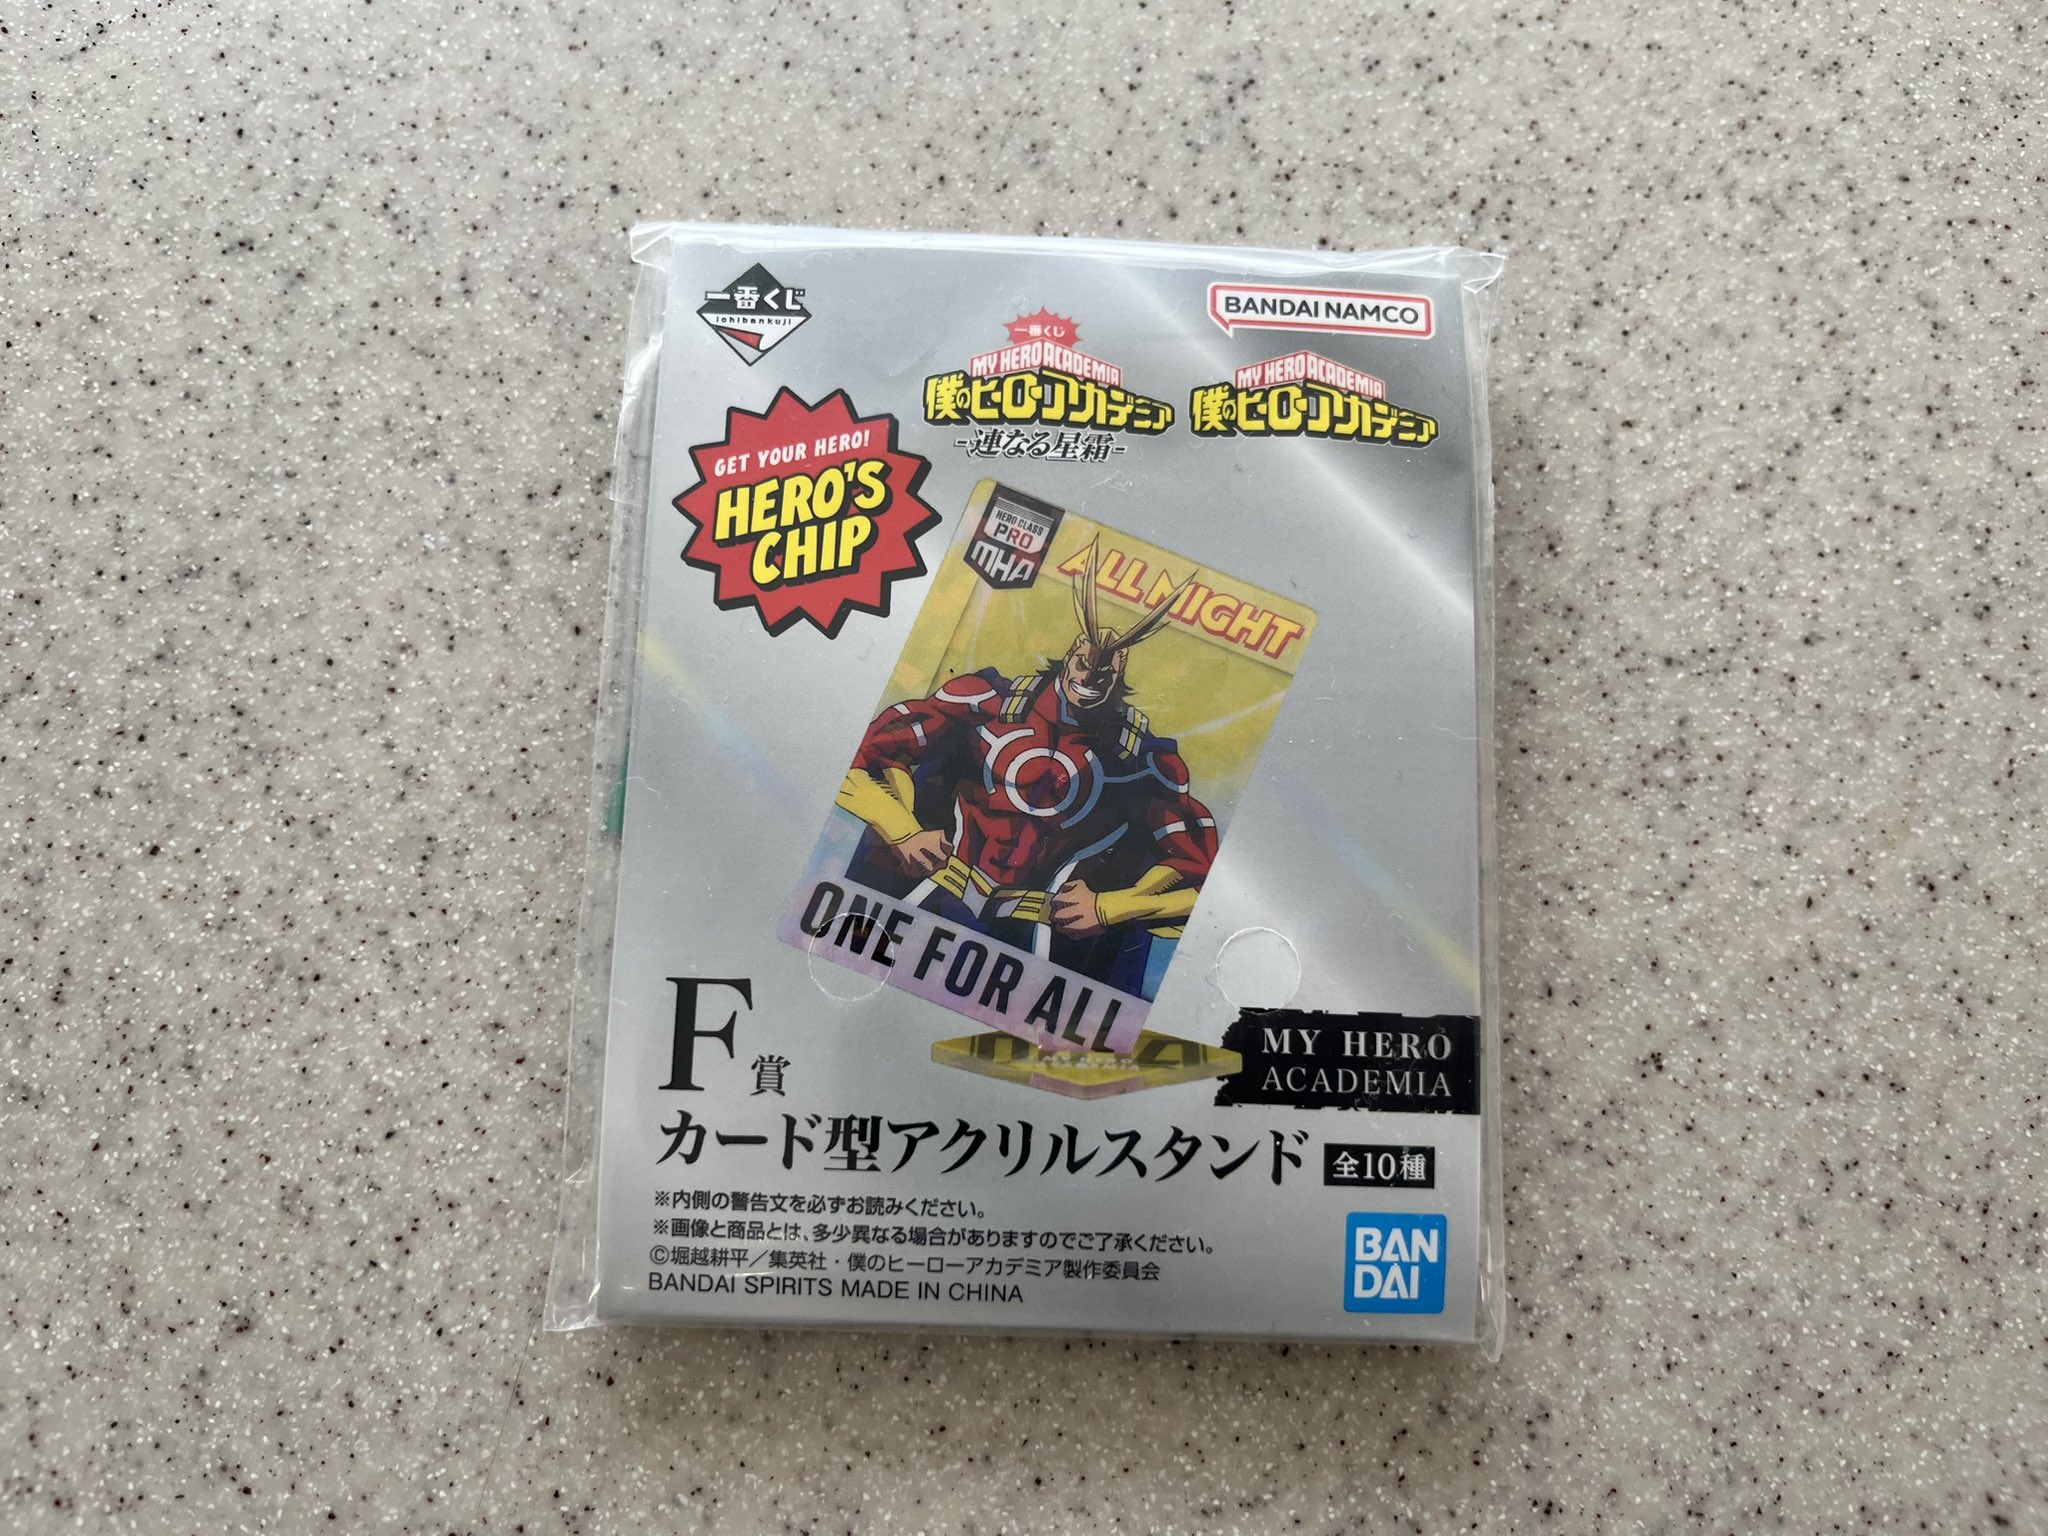 一番くじ
ichibankuji
BANDAI NAMCO
一番くじ
MY HERO ACADEMIA
僕のヒーローアカデミア
-連なる星霜-
MY HERO ACADEMIA
僕のヒーローアカデミア
GET YOUR HERO!
HERO'S
CHIP
HERO CLASS
PRO
MHA
ALL MIGHT
ONE FOR ALL
F賞
MY HERO
ACADEMIA
カード型アクリルスタンド 全10種
※内側の警告文を必ずお読みください。
※画像と商品とは、多少異なる場合がありますのでご了承ください。
©堀越耕平/集英社・僕のヒーローアカデミア製作委員会
BANDAI SPIRITS MADE IN CHINA
BAN
DAI